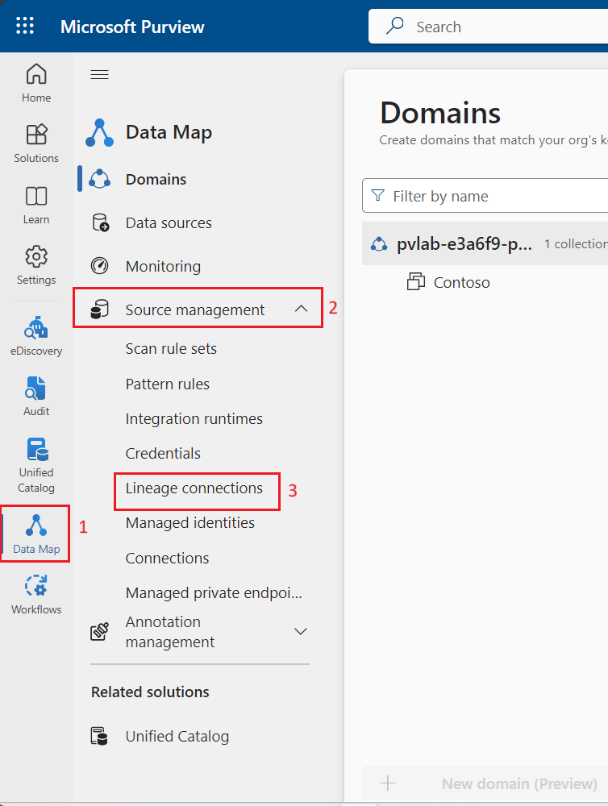 Microsoft Purview
Search
Home
Solutions
Learn
Settings
eDiscovery
Audit
Unified
Catalog
1
Data Map
Workflows
Data Map
Domains
Data sources
Monitoring
Source management
2
Scan rule sets
Pattern rules
Integration runtimes
Credentials
Lineage connections
3
Managed identities
Connections
Managed private endpoi...
Annotation
management
Related solutions
Unified Catalog
Domains
Create domains that match your org's
Filter by name
pvlab-e3a6f9-p... 1 collection
Contoso
New domain (Preview)